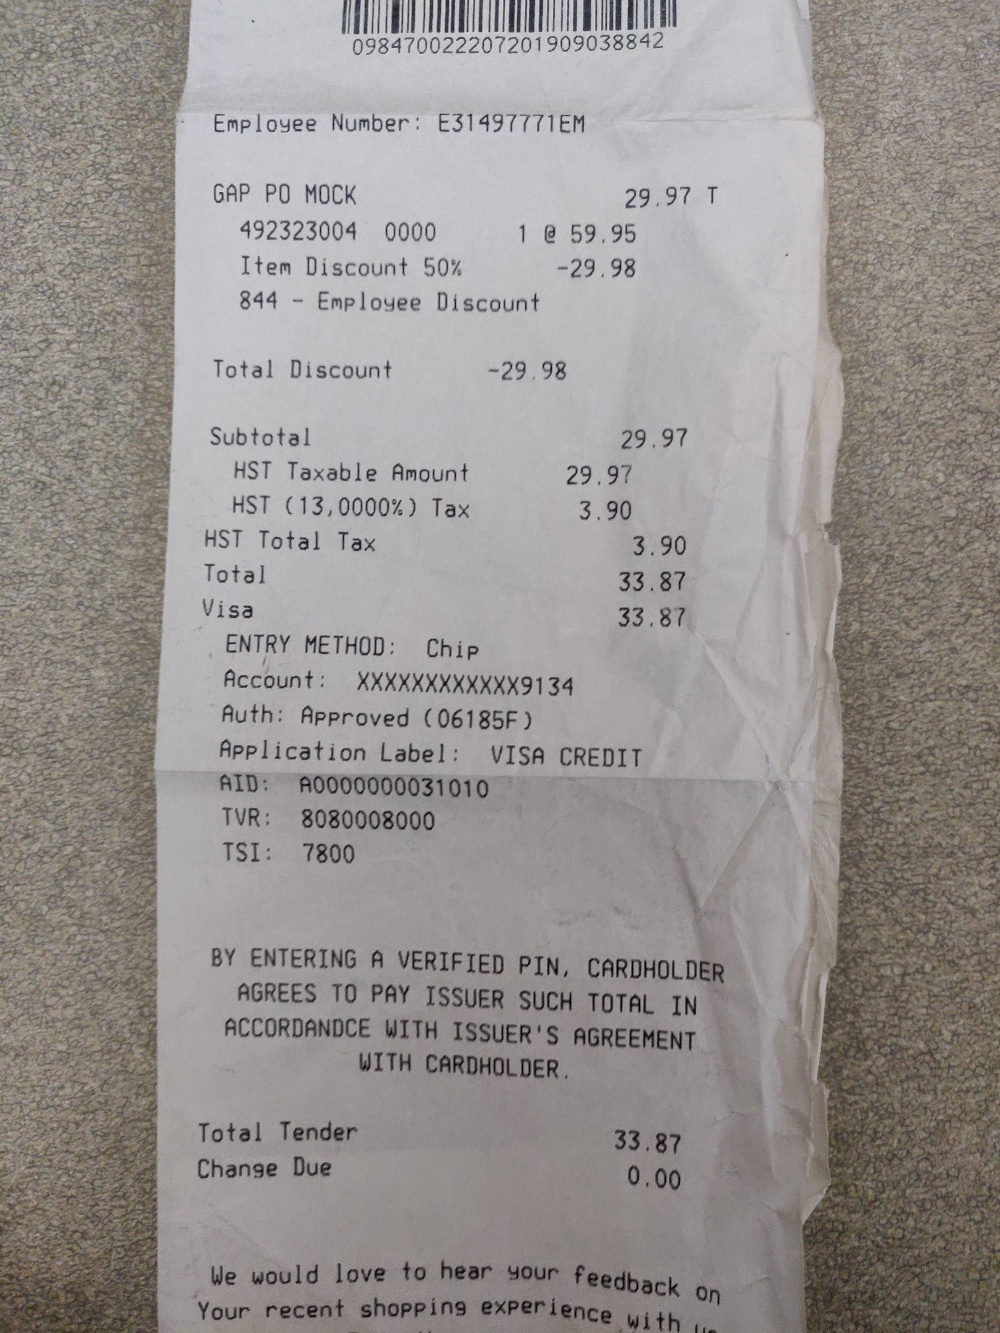 098470022207201909038842
Employee Number: E31497771EM
GAP PO MOCK 29.97 T
492323004 0000 1 @ 59.95
Item Discount 50% -29.98
844 - Employee Discount
Total Discount -29.98
Subtotal 29.97
HST Taxable Amount 29.97
HST (13,0000%) Tax 3.90
HST Total Tax 3.90
Total 33.87
Visa 33.87
ENTRY METHOD: Chip
Account: XXXXXXXXXXXX9134
Auth: Approved (06185F)
Application Label: VISA CREDIT
AID: A0000000031010
TVR: 8080008000
TSI: 7800
BY ENTERING A VERIFIED PIN, CARDHOLDER
AGREES TO PAY ISSUER SUCH TOTAL IN
ACCORDANDCE WITH ISSUER'S AGREEMENT
WITH CARDHOLDER.
Total Tender 33.87
Change Due 0.00
We would love to hear your feedback on
Your recent shopping experience with